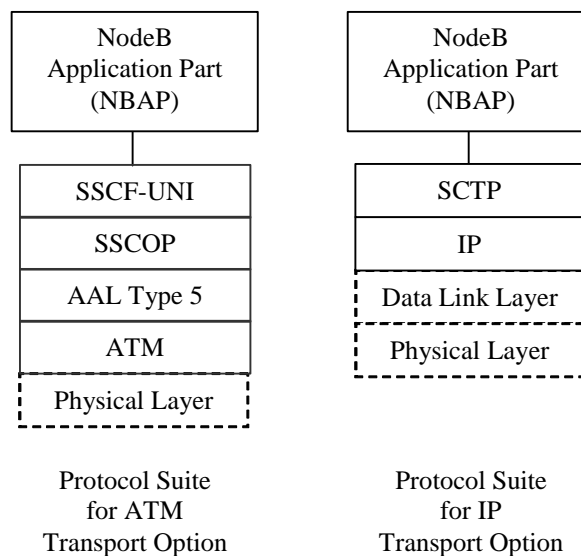 NodeB
Application Part
(NBAP)
SSCF-UNI
SSCOP
AAL Type 5
ATM
Physical Layer
Protocol Suite
for ATM
Transport Option
NodeB
Application Part
(NBAP)
SCTP
IP
Data Link Layer
Physical Layer
Protocol Suite
for IP
Transport Option